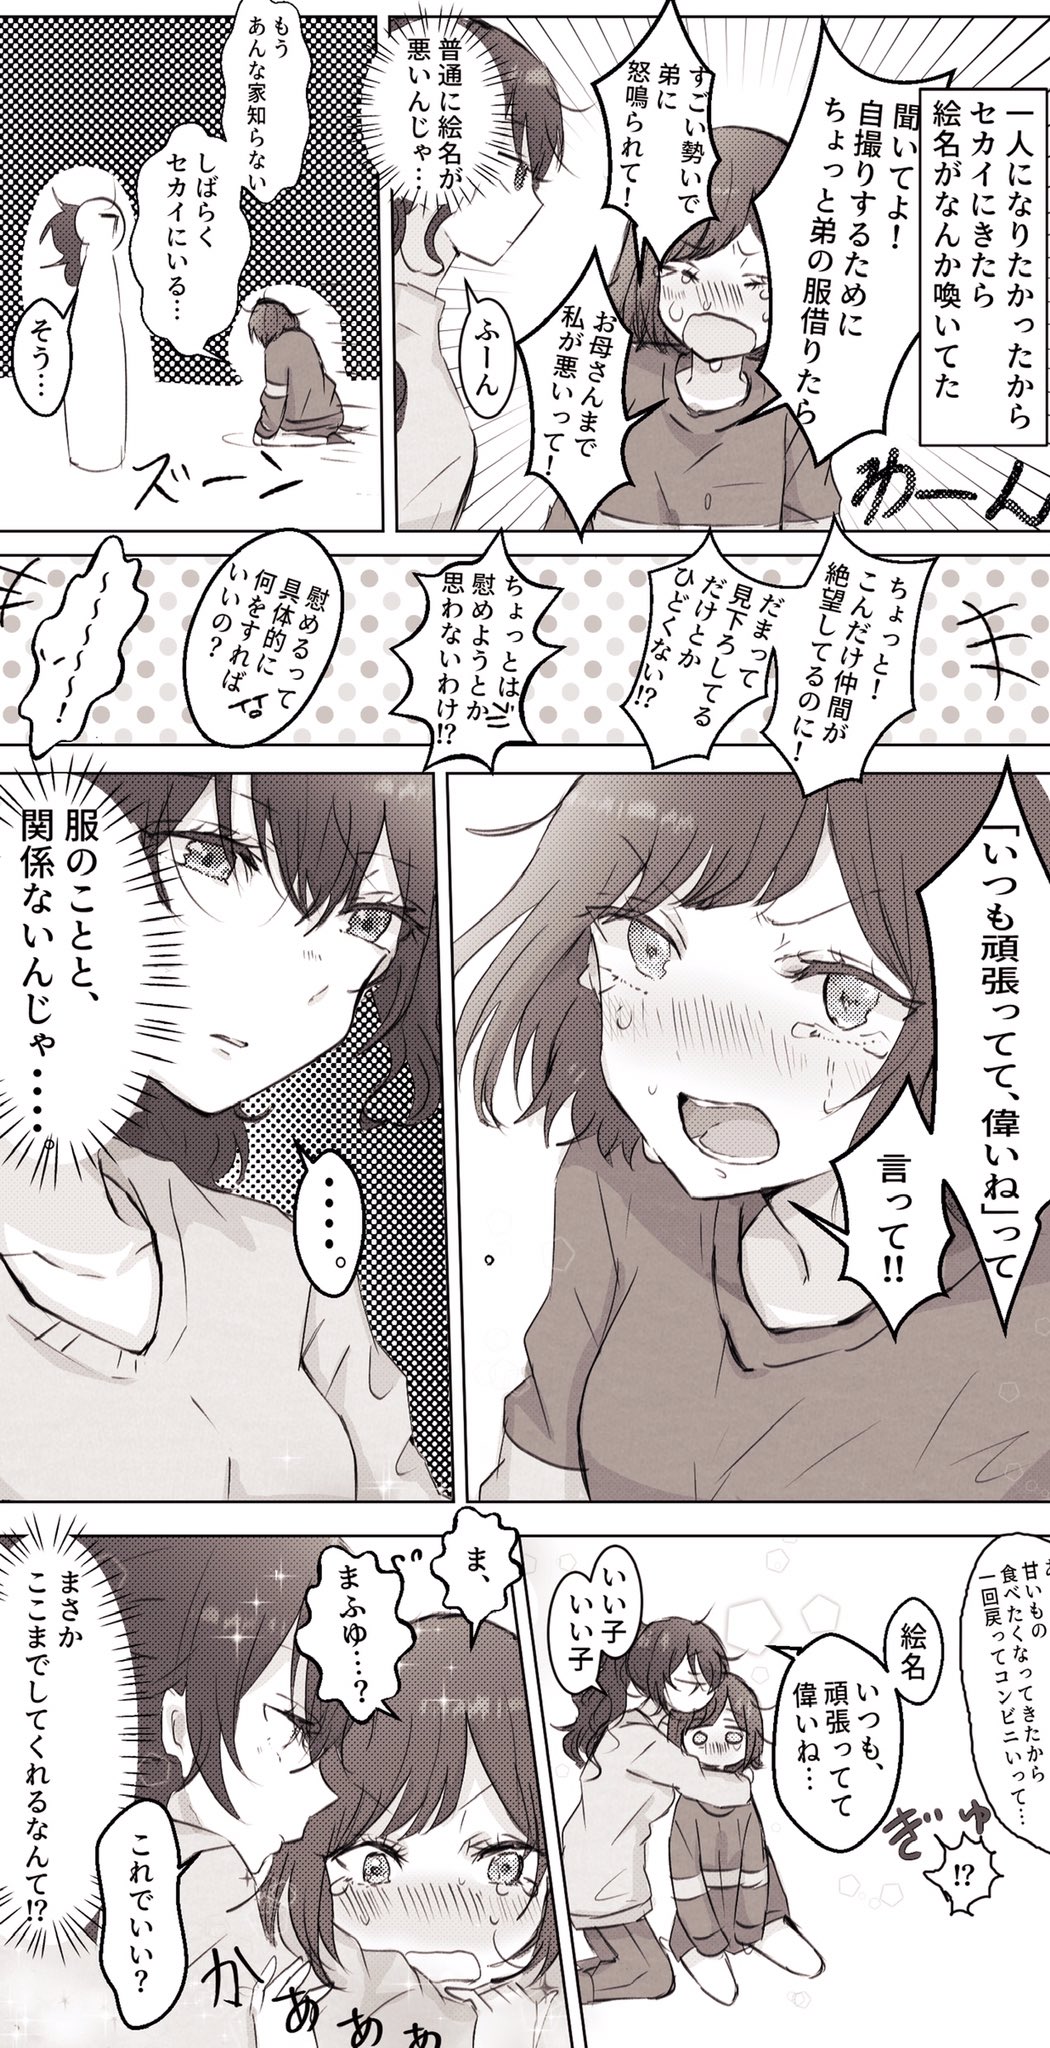 一人になりたかったから
セカイにきたら
絵名がなんか喚いてた
聞いてよ！
自撮りするために
ちょっと弟の服借りたら
すごい勢いで
弟に
怒鳴られて！
お母さんまで
私が悪いって！
わーーん
普通に絵名が
悪いんじゃ…
ふーん
もう
あんな家知らない
しばらく
セカイにいる…
そう…
ズーン
ちょっと！
こんだけ仲間が
絶望してるのに！
だまって
見下ろしてる
だけとか
ひどくない!?
ちょっとは
慰めようとか
思わないわけ!?
慰めるって
具体的に
何をすれば
いいの？
〜〜〜〜〜！
「いつも頑張ってて、偉いね」って
言って!!
・・・・。
服のことと、
関係ないんじゃ・・・・。
甘いもの
食べたくなってきたから
一回戻ってコンビニいって…
絵名
いつも、
頑張ってて
偉いね…
いい子
いい子
ぎゅ
!?
ま、
まふゆ…？
これでいい？
まさか
ここまでしてくれるなんて!?
かぁぁぁぁ